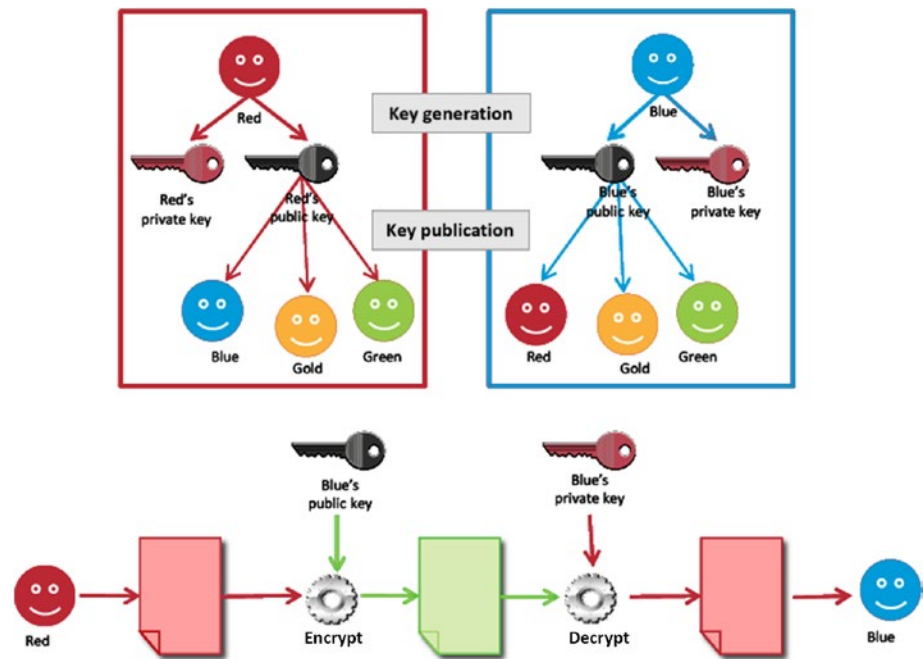 Red
Blue
Key generation
Red's
private key
Red's
public key
Blue's
public key
Blue's
private key
Key publication
Blue
Gold
Green
Red
Gold
Green
Blue's
public key
Blue's
private key
Red
Encrypt
Decrypt
Blue